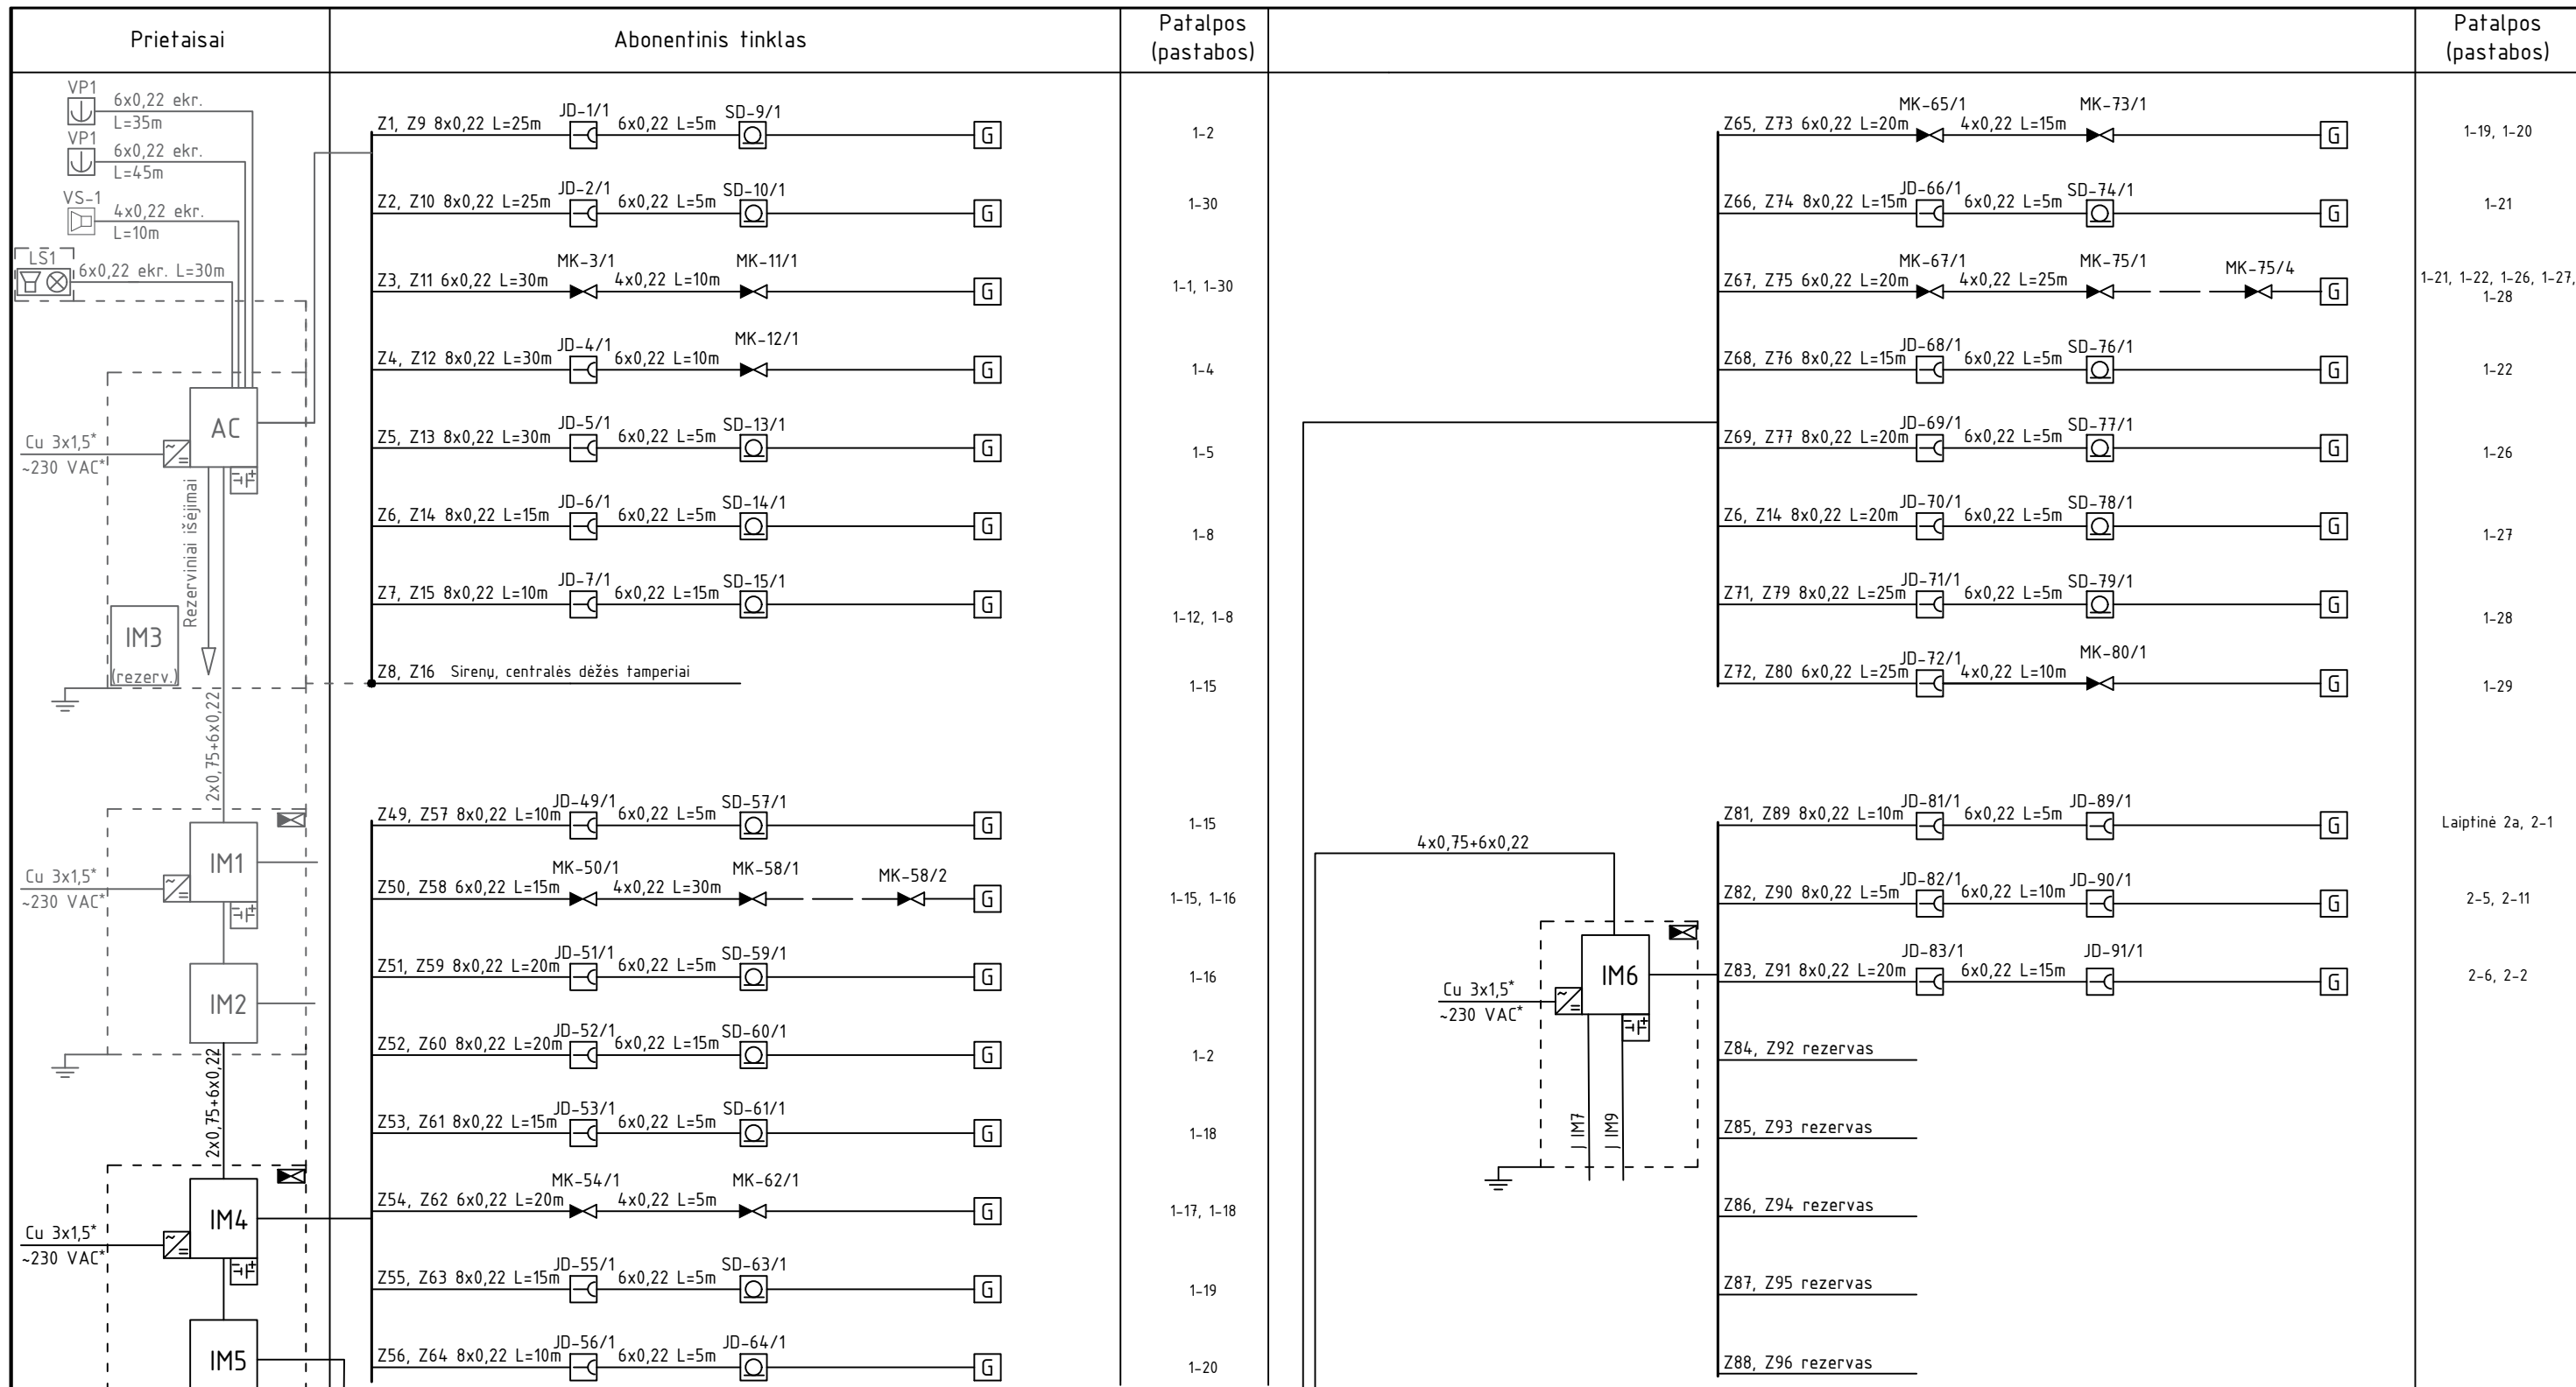 Prietaisai
Abonentinis tinklas
Patalpos
(pastabos)
Patalpos
(pastabos)
VP1
6x0,22 ekr.
L=35m
VP1
6x0,22 ekr.
L=45m
VS-1
4x0,22 ekr.
L=10m
LS1
6x0,22 ekr. L=30m
AC
Cu 3x1,5*
~230 VAC*
Rezerviniai išėjimai
IM3
(rezerv.)
2x0,75+6x0,22
IM1
Cu 3x1,5*
~230 VAC*
IM2
2x0,75+6x0,22
IM4
Cu 3x1,5*
~230 VAC*
IM5
Z1, Z9 8x0,22 L=25m JD-1/1 6x0,22 L=5m SD-9/1 G 1-2
Z2, Z10 8x0,22 L=25m JD-2/1 6x0,22 L=5m SD-10/1 G 1-30
Z3, Z11 6x0,22 L=30m MK-3/1 4x0,22 L=10m MK-11/1 G 1-1, 1-30
Z4, Z12 8x0,22 L=30m JD-4/1 6x0,22 L=10m MK-12/1 G 1-4
Z5, Z13 8x0,22 L=30m JD-5/1 6x0,22 L=5m SD-13/1 G 1-5
Z6, Z14 8x0,22 L=15m JD-6/1 6x0,22 L=5m SD-14/1 G 1-8
Z7, Z15 8x0,22 L=10m JD-7/1 6x0,22 L=15m SD-15/1 G 1-12, 1-8
Z8, Z16 Sirenų, centralės dėžės tamperiai 1-15
Z49, Z57 8x0,22 L=10m JD-49/1 6x0,22 L=5m SD-57/1 G 1-15
Z50, Z58 6x0,22 L=15m MK-50/1 4x0,22 L=30m MK-58/1 MK-58/2 G 1-15, 1-16
Z51, Z59 8x0,22 L=20m JD-51/1 6x0,22 L=5m SD-59/1 G 1-16
Z52, Z60 8x0,22 L=20m JD-52/1 6x0,22 L=15m SD-60/1 G 1-2
Z53, Z61 8x0,22 L=15m JD-53/1 6x0,22 L=5m SD-61/1 G 1-18
Z54, Z62 6x0,22 L=20m MK-54/1 4x0,22 L=5m MK-62/1 G 1-17, 1-18
Z55, Z63 8x0,22 L=15m JD-55/1 6x0,22 L=5m SD-63/1 G 1-19
Z56, Z64 8x0,22 L=10m JD-56/1 6x0,22 L=5m JD-64/1 G 1-20
Z65, Z73 6x0,22 L=20m MK-65/1 4x0,22 L=15m MK-73/1 G 1-19, 1-20
Z66, Z74 8x0,22 L=15m JD-66/1 6x0,22 L=5m SD-74/1 G 1-21
Z67, Z75 6x0,22 L=20m MK-67/1 4x0,22 L=25m MK-75/1 MK-75/4 G 1-21, 1-22, 1-26, 1-27,
1-28
Z68, Z76 8x0,22 L=15m JD-68/1 6x0,22 L=5m SD-76/1 G 1-22
Z69, Z77 8x0,22 L=20m JD-69/1 6x0,22 L=5m SD-77/1 G 1-26
Z6, Z14 8x0,22 L=20m JD-70/1 6x0,22 L=5m SD-78/1 G 1-27
Z71, Z79 8x0,22 L=25m JD-71/1 6x0,22 L=5m SD-79/1 G 1-28
Z72, Z80 6x0,22 L=25m JD-72/1 4x0,22 L=10m MK-80/1 G 1-29
4x0,75+6x0,22
IM6
Cu 3x1,5*
~230 VAC*
Į IM7
Į IM9
Z81, Z89 8x0,22 L=10m JD-81/1 6x0,22 L=5m JD-89/1 G Laiptinė 2a, 2-1
Z82, Z90 8x0,22 L=5m JD-82/1 6x0,22 L=10m JD-90/1 G 2-5, 2-11
Z83, Z91 8x0,22 L=20m JD-83/1 6x0,22 L=15m JD-91/1 G 2-6, 2-2
Z84, Z92 rezervas
Z85, Z93 rezervas
Z86, Z94 rezervas
Z87, Z95 rezervas
Z88, Z96 rezervas